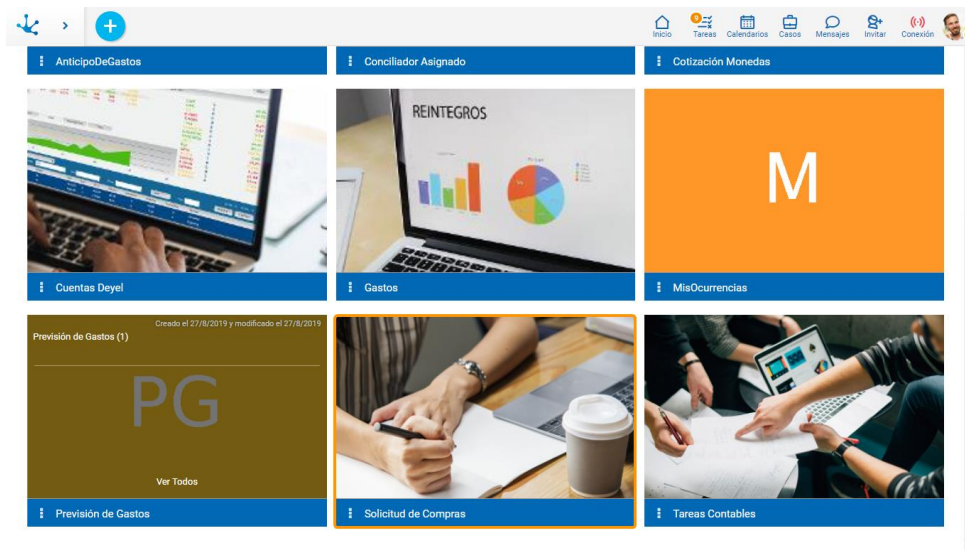 9
Inicio Tareas Calendarios Casos Mensajes Invitar Conexión
AnticipoDeGastos
Conciliador Asignado
Cotización Monedas
REINTEGROS
M
Cuentas Deyel
Gastos
MisOcurrencias
Creado el 27/8/2019 y modificado el 27/8/2019
Previsión de Gastos (1)
PG
Ver Todos
Previsión de Gastos
Solicitud de Compras
Tareas Contables